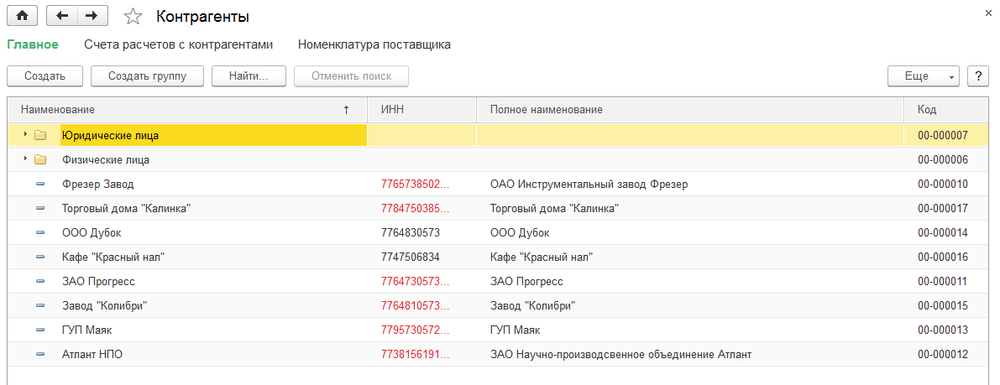 Контрагенты
Главное Счета расчетов с контрагентами Номенклатура поставщика
Создать Создать группу Найти... Отменить поиск Еще ?
Наименование ↑ ИНН Полное наименование Код
Юридические лица 00-000007
Физические лица 00-000006
Фрезер Завод 7765738502... ОАО Инструментальный завод Фрезер 00-000010
Торговый дома "Калинка" 7784750385... Торговый дома "Калинка" 00-000017
ООО Дубок 7764830573 ООО Дубок 00-000014
Кафе "Красный нал" 7747506834 Кафе "Красный нал" 00-000016
ЗАО Прогресс 7764730573... ЗАО Прогресс 00-000011
Завод "Колибри" 7764810573... Завод "Колибри" 00-000015
ГУП Маяк 7795730572... ГУП Маяк 00-000013
Атлант НПО 7738156191... ЗАО Научно-производсвенное объединение Атлант 00-000012